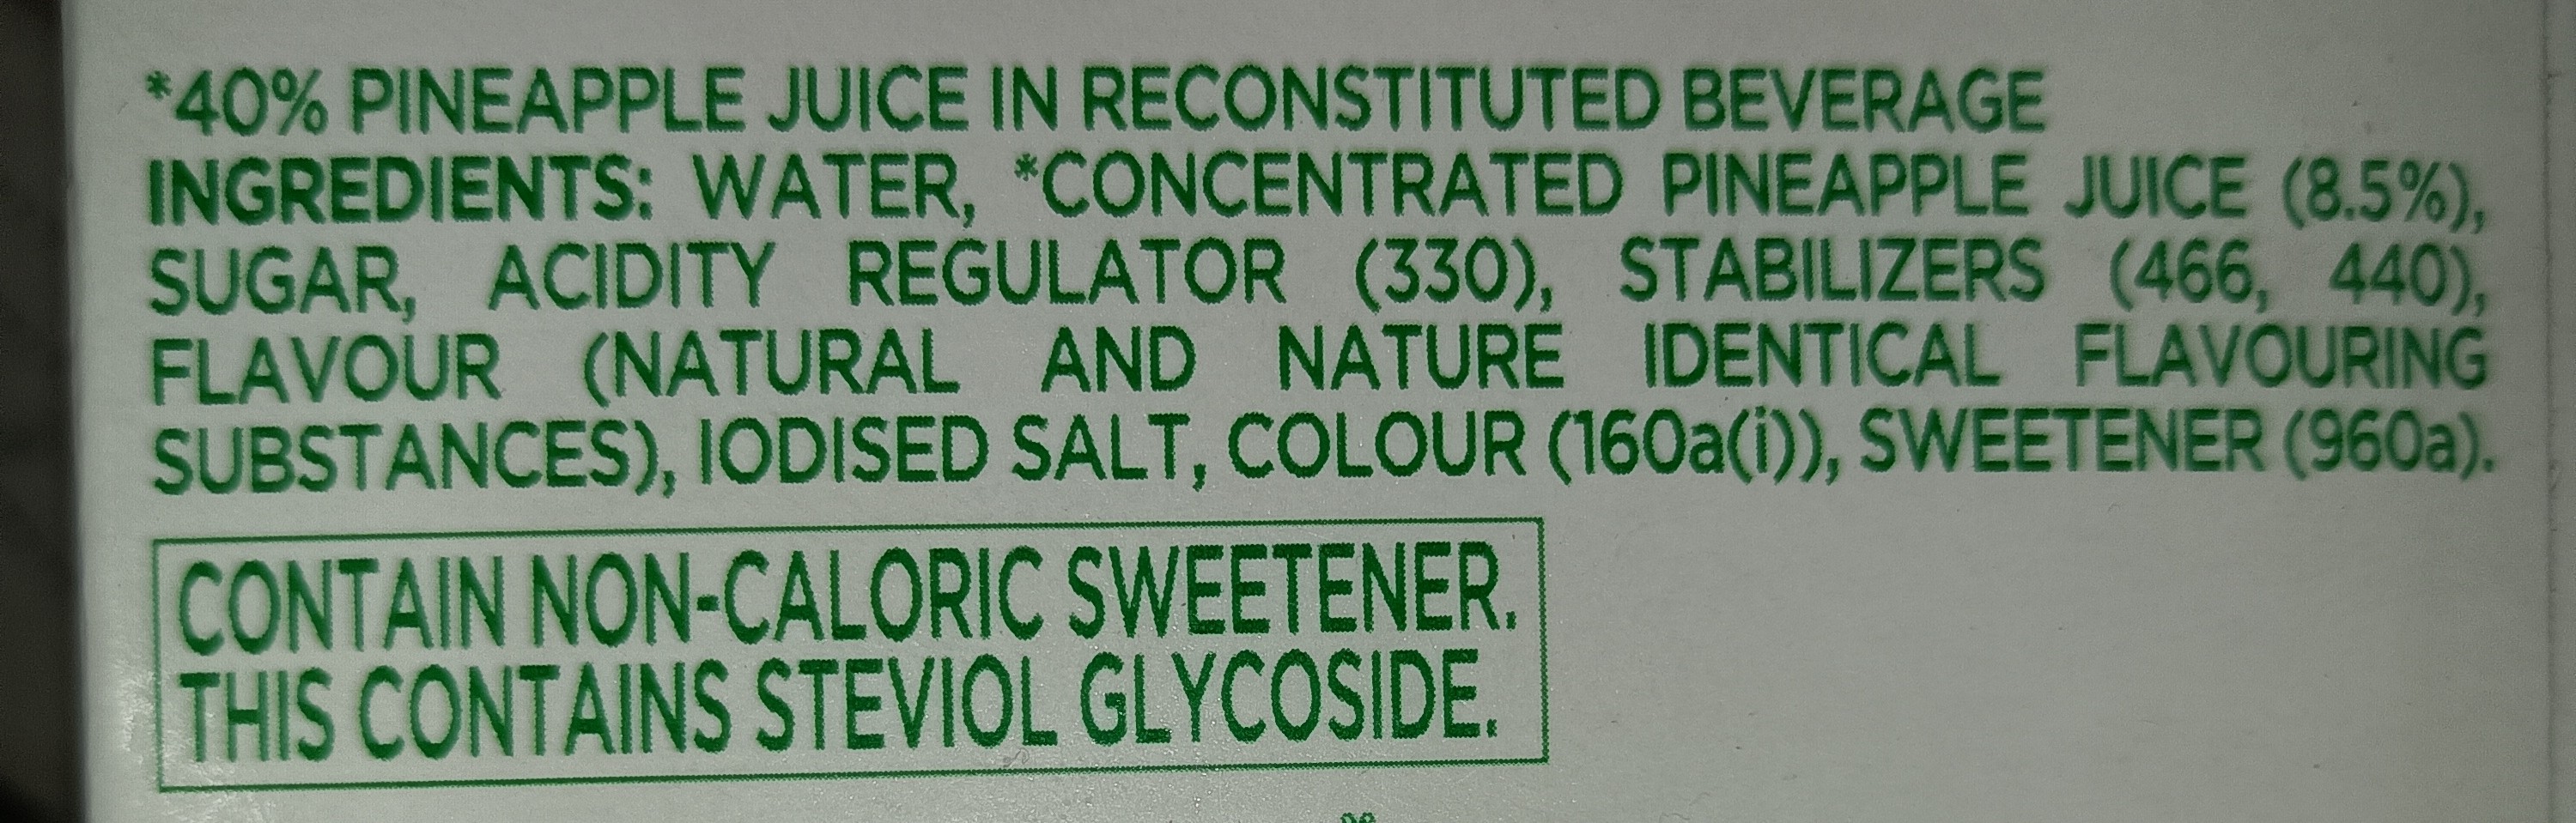 *40% PINEAPPLE JUICE IN RECONSTITUTED BEVERAGE
INGREDIENTS: WATER, *CONCENTRATED PINEAPPLE JUICE (8.5%),
SUGAR, ACIDITY REGULATOR (330), STABILIZERS (466, 440),
FLAVOUR (NATURAL AND NATURE IDENTICAL FLAVOURING
SUBSTANCES), IODISED SALT, COLOUR (160a(i)), SWEETENER (960a).
CONTAIN NON-CALORIC SWEETENER.
THIS CONTAINS STEVIOL GLYCOSIDE.